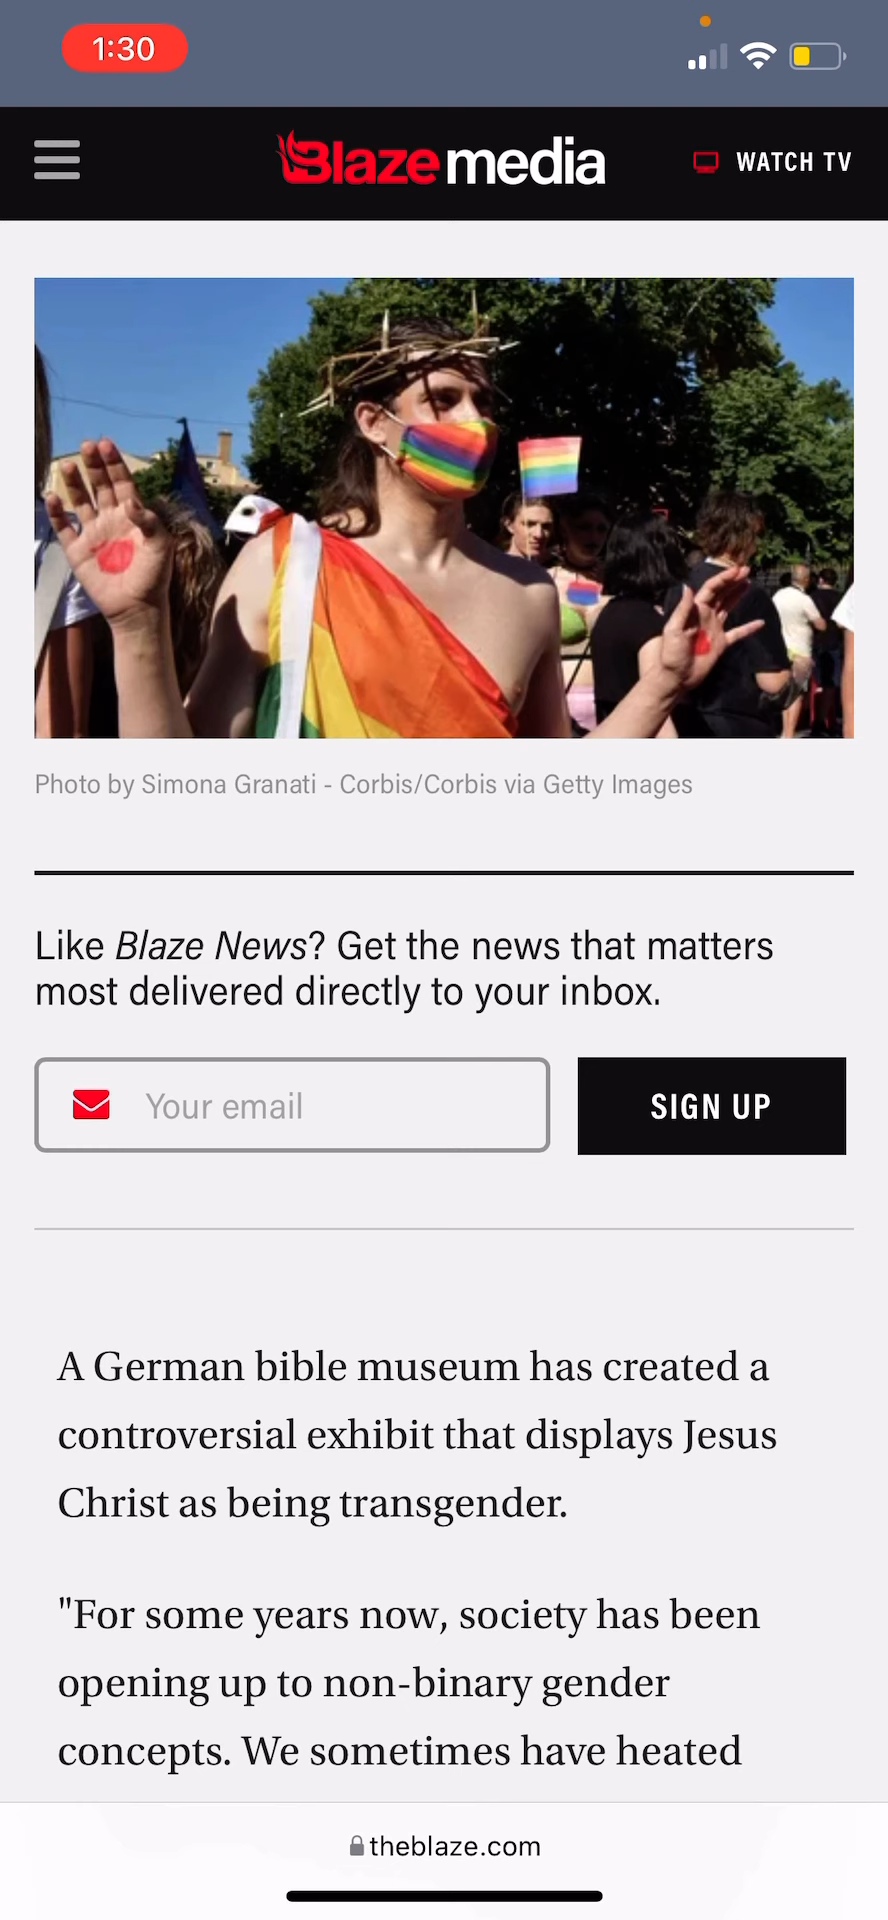 1:30
Blaze media
WATCH TV
Photo by Simona Granati - Corbis/Corbis via Getty Images
Like Blaze News? Get the news that matters
most delivered directly to your inbox.
Your email
SIGN UP
A German bible museum has created a
controversial exhibit that displays Jesus
Christ as being transgender.
"For some years now, society has been
opening up to non-binary gender
concepts. We sometimes have heated
theblaze.com